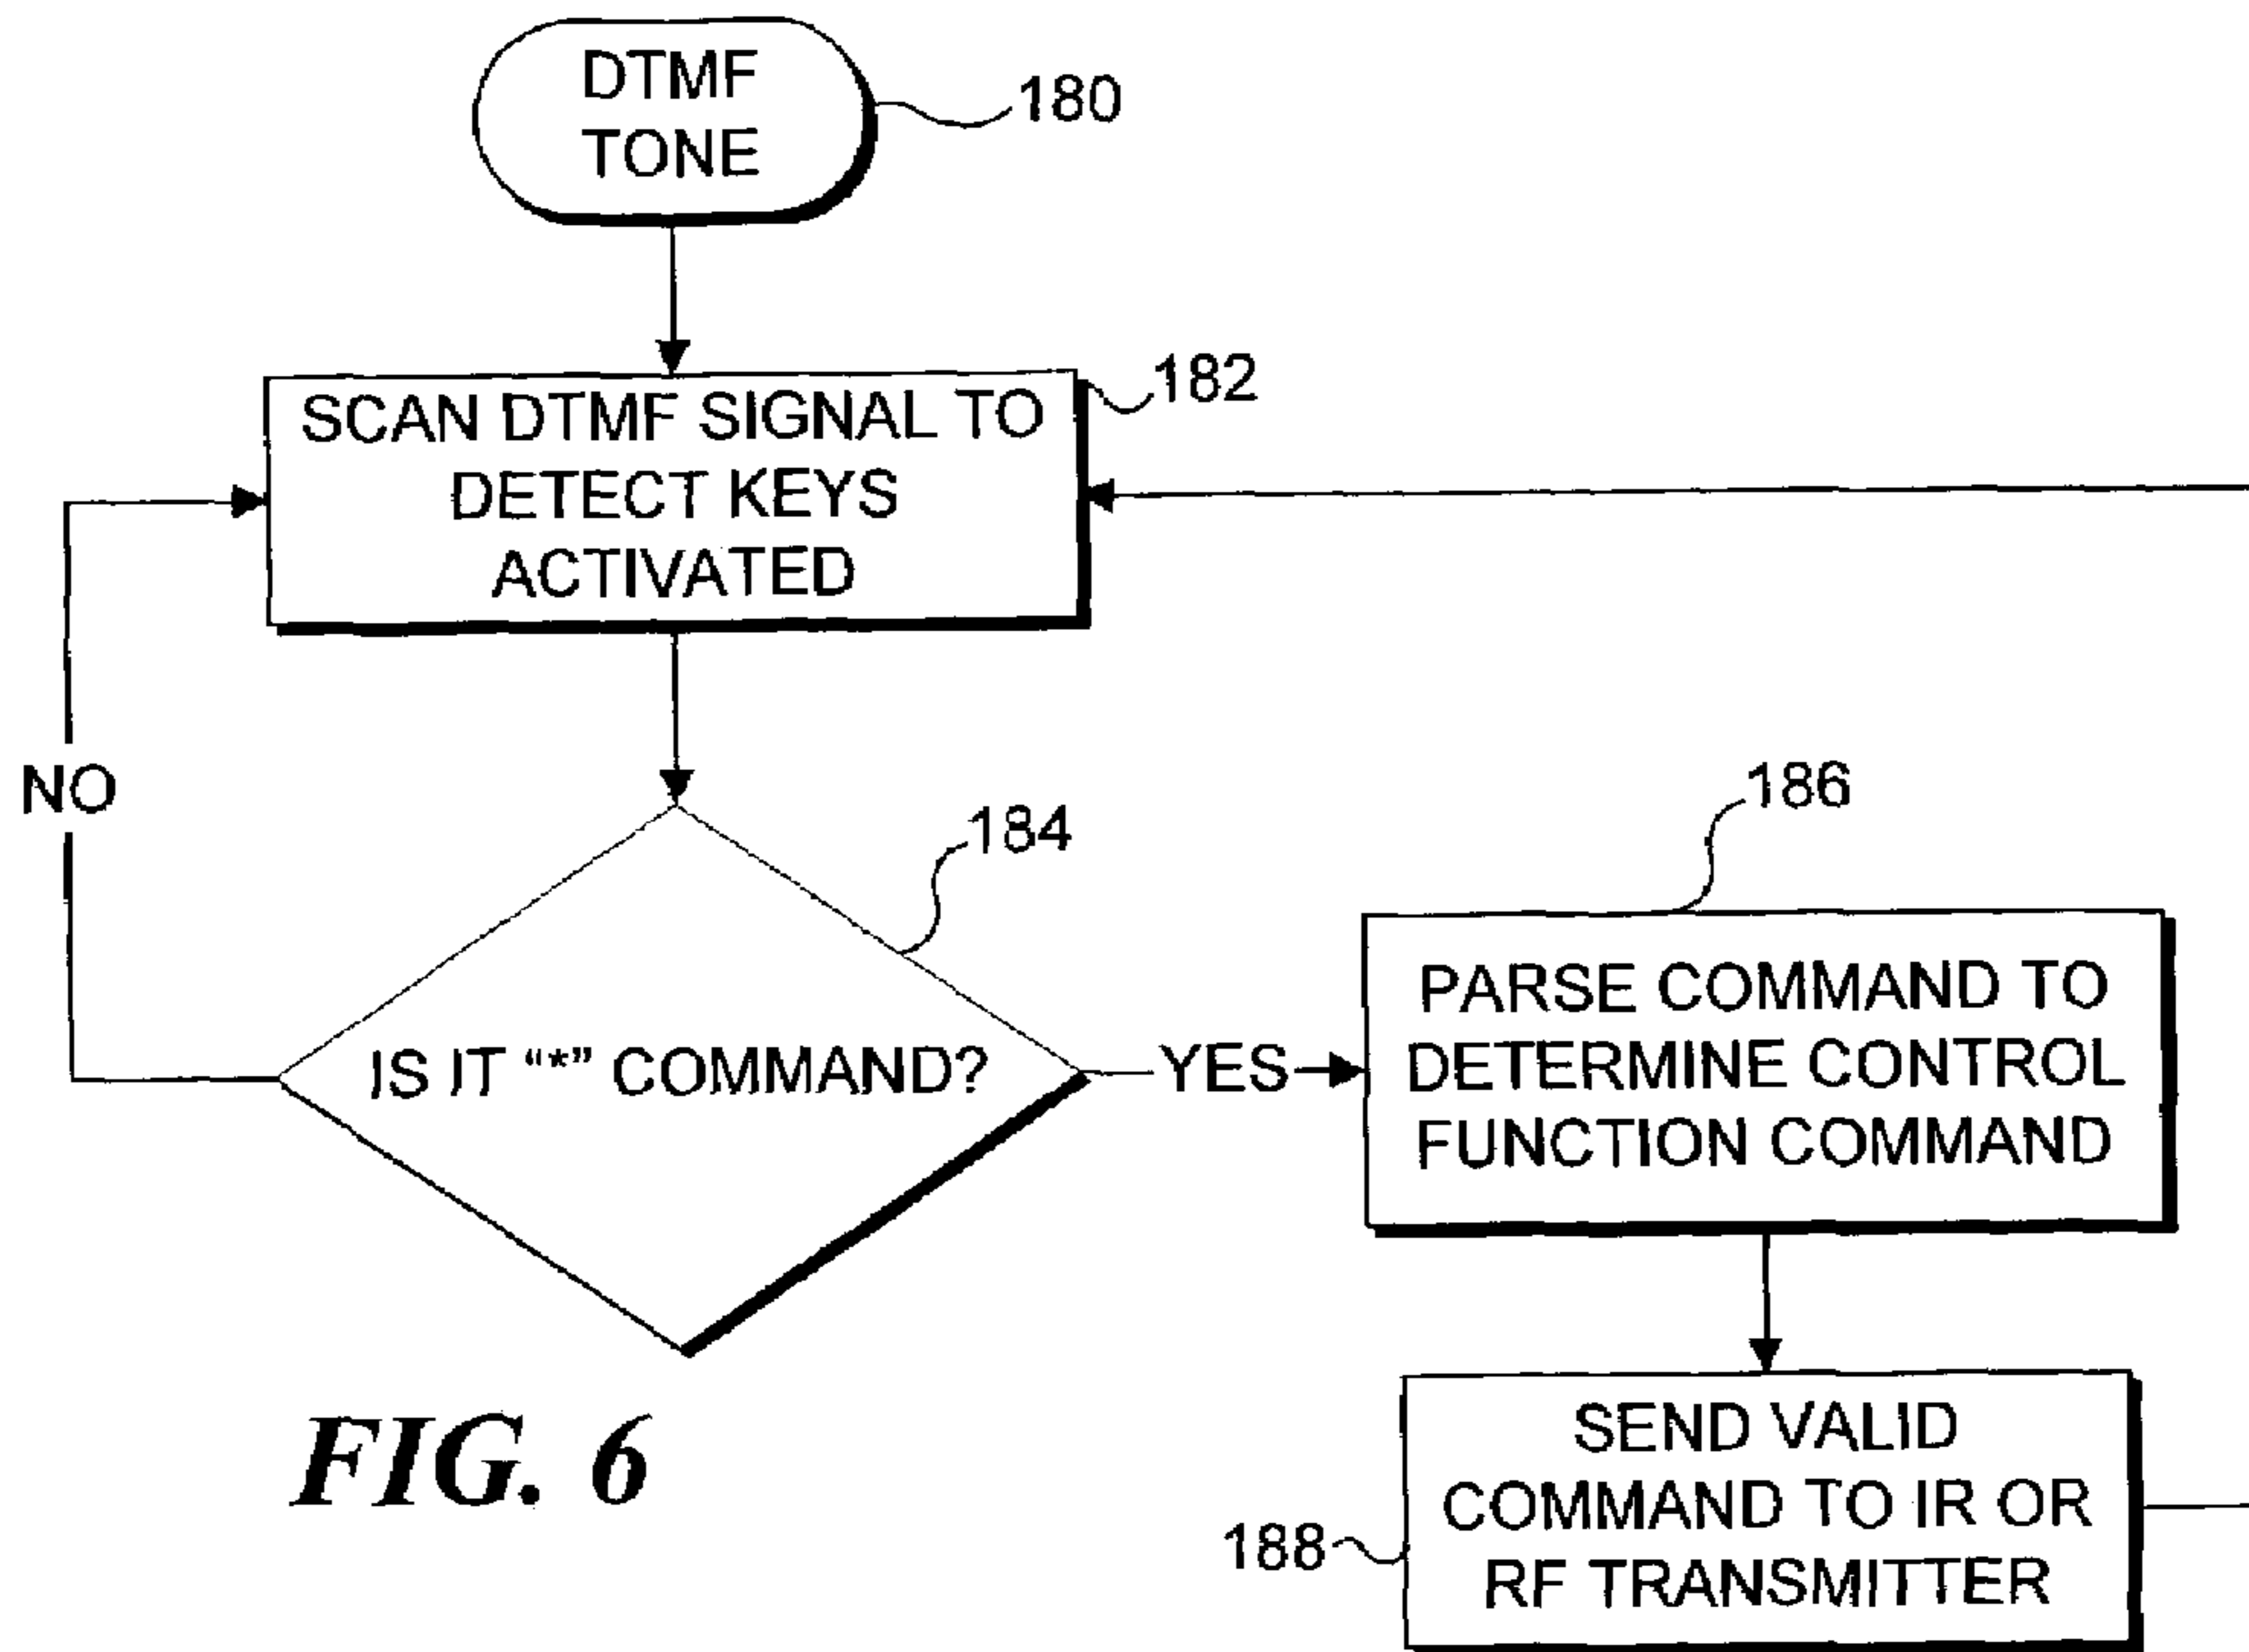 DTMF
TONE
180
SCAN DTMF SIGNAL TO
DETECT KEYS
ACTIVATED
182
NO
184
IS IT “*” COMMAND?
YES
186
PARSE COMMAND TO
DETERMINE CONTROL
FUNCTION COMMAND
SEND VALID
COMMAND TO IR OR
RF TRANSMITTER
188
FIG. 6